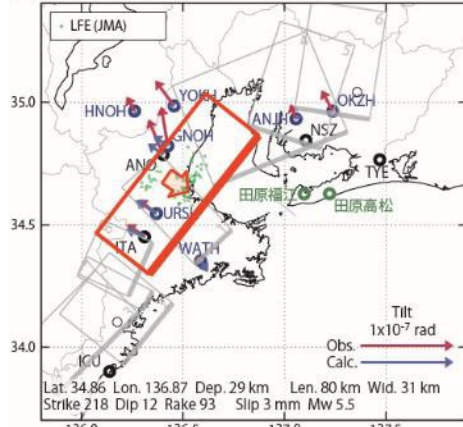 LFE (JMA)
6
35.0
HNOH
YOKH
GNOH
ANO
ANJH
OKZH
NSZ
TYE
田原福江
田原高松
34.5
URSH
ITA
WATH
Tilt
1x10⁻⁷ rad
Obs.
Calc.
34.0
ICU
Lat. 34.86 Lon. 136.87 Dep. 29 km Len. 80 km Wid. 31 km
Strike 218 Dip 12 Rake 93 Slip 3 mm Mw 5.5